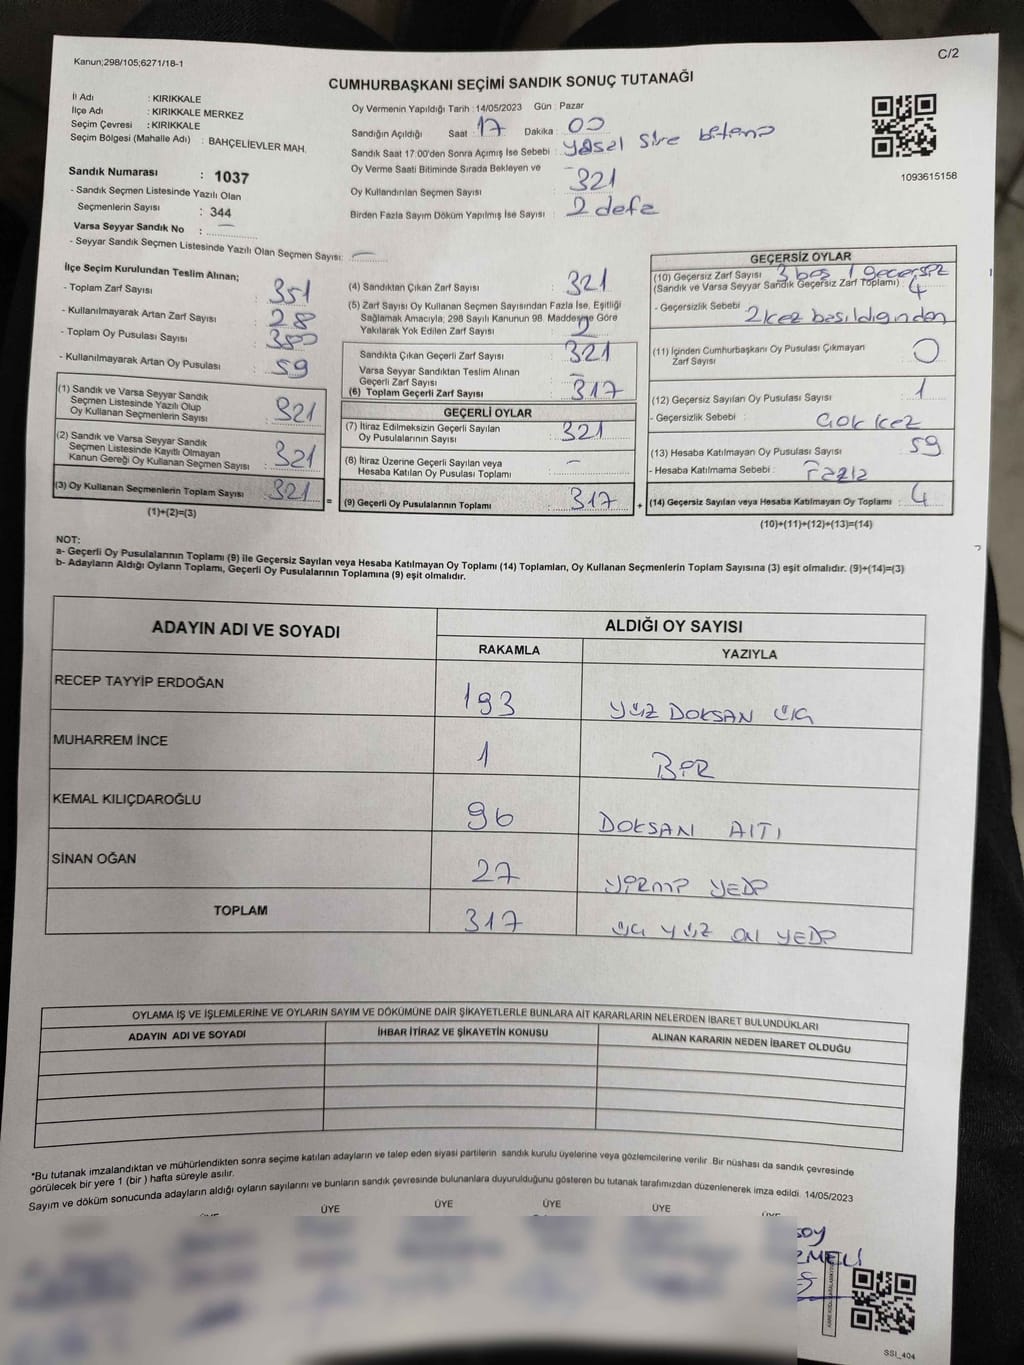 Kanun;298/105;6271/18-1
C/2
CUMHURBAŞKANI SEÇİMİ SANDIK SONUÇ TUTANAĞI
İl Adı : KIRIKKALE
İlçe Adı : KIRIKKALE MERKEZ
Seçim Çevresi : KIRIKKALE
Seçim Bölgesi (Mahalle Adı) : BAHÇELİEVLER MAH.
Sandık Numarası : 1037
- Sandık Seçmen Listesinde Yazılı Olan
Seçmenlerin Sayısı : 344
Varsa Seyyar Sandık No : —
- Seyyar Sandık Seçmen Listesinde Yazılı Olan Seçmen Sayısı: —
Oy Vermenin Yapıldığı Tarih : 14/05/2023 Gün : Pazar
Sandığın Açıldığı Saat : 17 Dakika : 00
Sandık Saat 17:00'den Sonra Açımış İse Sebebi : yasal süre bitimi
Oy Verme Saati Bitiminde Sırada Bekleyen ve
Oy Kullandırılan Seçmen Sayısı : 321
Birden Fazla Sayım Döküm Yapılmış İse Sayısı : 2 defa
1093615158
İlçe Seçim Kurulundan Teslim Alınan;
- Toplam Zarf Sayısı : 351
- Kullanılmayarak Artan Zarf Sayısı : 28
- Toplam Oy Pusulası Sayısı : 380
- Kullanılmayarak Artan Oy Pusulası : 59
(1) Sandık ve Varsa Seyyar Sandık
Seçmen Listesinde Yazılı Olup
Oy Kullanan Seçmenlerin Sayısı : 321
(2) Sandık ve Varsa Seyyar Sandık
Seçmen Listesinde Kayıtlı Olmayan
Kanun Gereği Oy Kullanan Seçmen Sayısı : 321
(3) Oy Kullanan Seçmenlerin Toplam Sayısı : 321 =
(1)+(2)=(3)
(4) Sandıktan Çıkan Zarf Sayısı : 321
(5) Zarf Sayısı Oy Kullanan Seçmen Sayısından Fazla İse, Eşitliği
Sağlamak Amacıyla; 298 Sayılı Kanunun 98. Maddesine Göre
Yakılarak Yok Edilen Zarf Sayısı : 2
Sandıkta Çıkan Geçerli Zarf Sayısı : 321
Varsa Seyyar Sandıktan Teslim Alınan
Geçerli Zarf Sayısı : —
(6) Toplam Geçerli Zarf Sayısı : 317
GEÇERLİ OYLAR
(7) İtiraz Edilmeksizin Geçerli Sayılan
Oy Pusulalarının Sayısı : 321
(8) İtiraz Üzerine Geçerli Sayılan veya
Hesaba Katılan Oy Pusulası Toplamı : —
(9) Geçerli Oy Pusulalarının Toplamı : 317 +
GEÇERSİZ OYLAR
(10) Geçersiz Zarf Sayısı 3 boş 1 geçersiz
(Sandık ve Varsa Seyyar Sandık Geçersiz Zarf Toplamı) : 4
- Geçersizlik Sebebi : 2 kez basıldığından
(11) İçinden Cumhurbaşkanı Oy Pusulası Çıkmayan
Zarf Sayısı : 0
(12) Geçersiz Sayılan Oy Pusulası Sayısı : 1
- Geçersizlik Sebebi : Çok kez
(13) Hesaba Katılmayan Oy Pusulası Sayısı : 59
- Hesaba Katılmama Sebebi : Fazla
(14) Geçersiz Sayılan veya Hesaba Katılmayan Oy Toplamı : 4
(10)+(11)+(12)+(13)=(14)
NOT:
a- Geçerli Oy Pusulalarının Toplamı (9) ile Geçersiz Sayılan veya Hesaba Katılmayan Oy Toplamı (14) Toplamları, Oy Kullanan Seçmenlerin Toplam Sayısına (3) eşit olmalıdır. (9)+(14)=(3)
b- Adayların Aldığı Oyların Toplamı, Geçerli Oy Pusulalarının Toplamına (9) eşit olmalıdır.
ADAYIN ADI VE SOYADI
ALDIĞI OY SAYISI
RAKAMLA YAZIYLA
RECEP TAYYİP ERDOĞAN 193 YÜZ DOKSAN ÜÇ
MUHARREM İNCE 1 BİR
KEMAL KILIÇDAROĞLU 96 DOKSAN ALTI
SİNAN OĞAN 27 YİRMİ YEDİ
TOPLAM 317 ÜÇ YÜZ ON YEDİ
OYLAMA İŞ VE İŞLEMLERİNE VE OYLARIN SAYIM VE DÖKÜMÜNE DAİR ŞİKAYETLERLE BUNLARA AİT KARARLARIN NELERDEN İBARET BULUNDUKLARI
ADAYIN ADI VE SOYADI İHBAR İTİRAZ VE ŞİKAYETİN KONUSU ALINAN KARARIN NEDEN İBARET OLDUĞU
*Bu tutanak imzalandıktan ve mühürlendikten sonra seçime katılan adayların ve talep eden siyasi partilerin sandık kurulu üyelerine veya gözlemcilerine verilir. Bir nüshası da sandık çevresinde
görülecek bir yere 1 (bir) hafta süreyle asılır.
Sayım ve döküm sonucunda adayların aldığı oyların sayılarını ve bunların sandık çevresinde bulunanlara duyurulduğunu gösteren bu tutanak tarafımızdan düzenlenerek imza edildi. 14/05/2023
ÜYE ÜYE ÜYE ÜYE
SSI_404